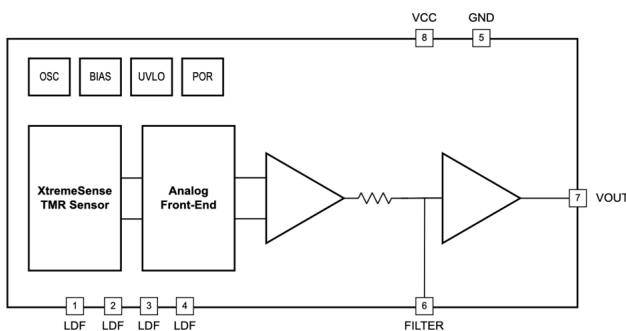 VCC GND
8 5
OSC BIAS UVLO POR
XtremeSense Analog
TMR Sensor Front-End
7 VOUT
1 2 3 4 6
LDF LDF LDF LDF FILTER